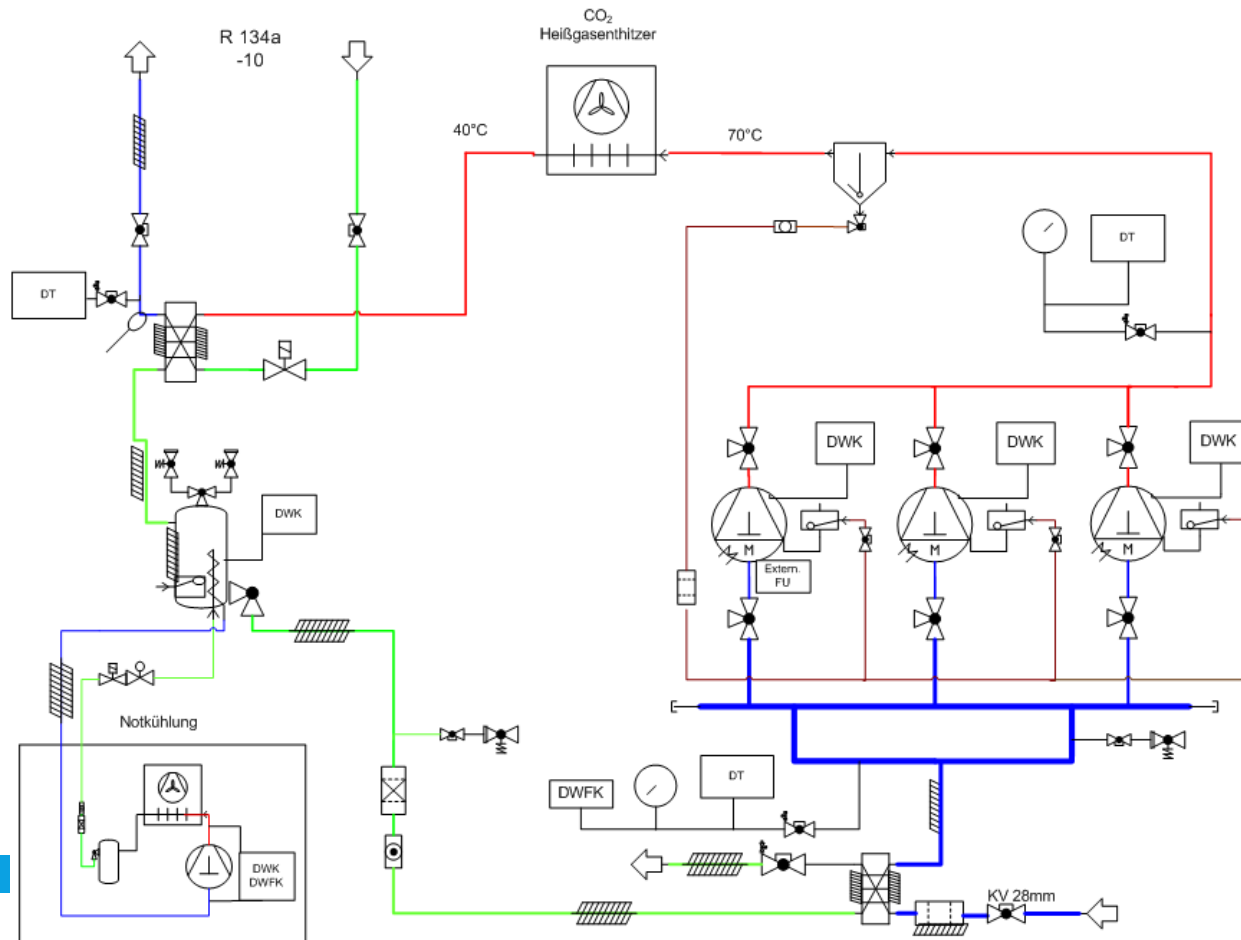 CO₂
Heißgasenthitzer
R 134a
-10
40°C
70°C
DT
DT
DWK
DWK
DWK
DWK
M
M
M
Extern.
FU
Notkühlung
DWFK
DT
DWK
DWFK
KV 28mm